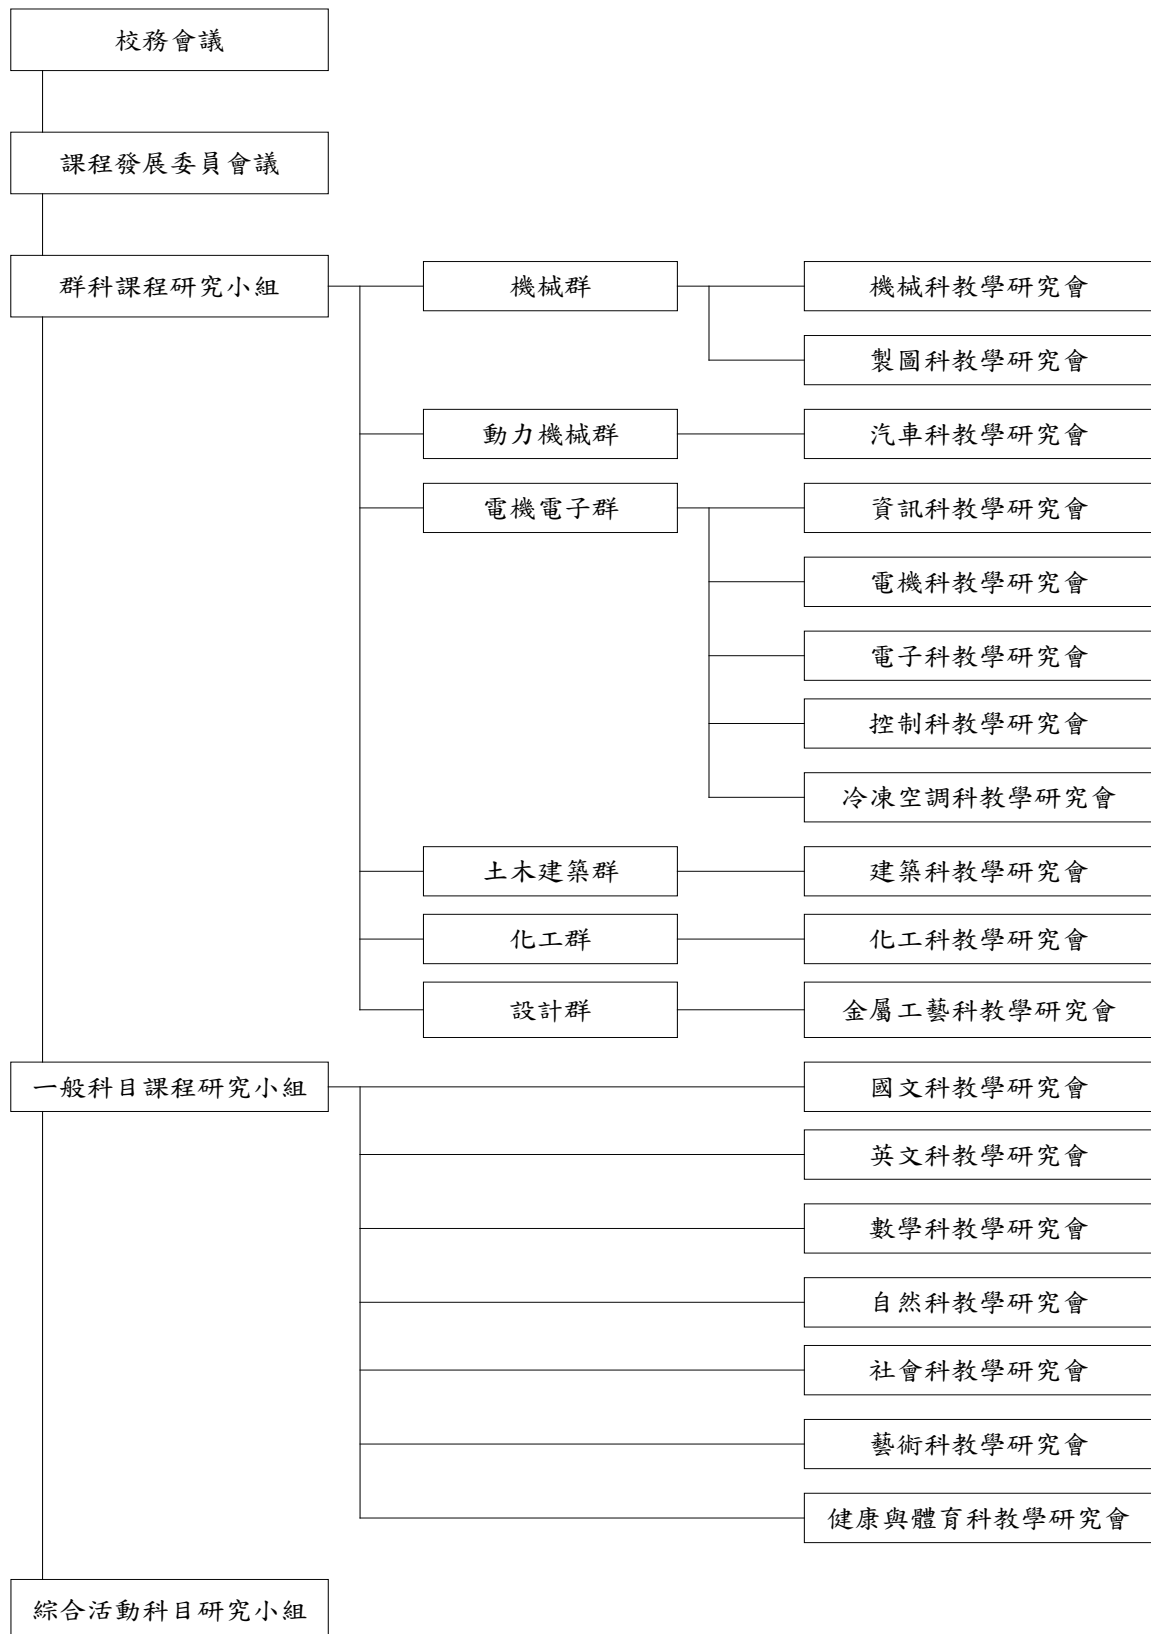 校務會議
課程發展委員會議
群科課程研究小組
機械群
機械科教學研究會
製圖科教學研究會
動力機械群
汽車科教學研究會
電機電子群
資訊科教學研究會
電機科教學研究會
電子科教學研究會
控制科教學研究會
冷凍空調科教學研究會
土木建築群
建築科教學研究會
化工群
化工科教學研究會
設計群
金屬工藝科教學研究會
一般科目課程研究小組
國文科教學研究會
英文科教學研究會
數學科教學研究會
自然科教學研究會
社會科教學研究會
藝術科教學研究會
健康與體育科教學研究會
綜合活動科目研究小組